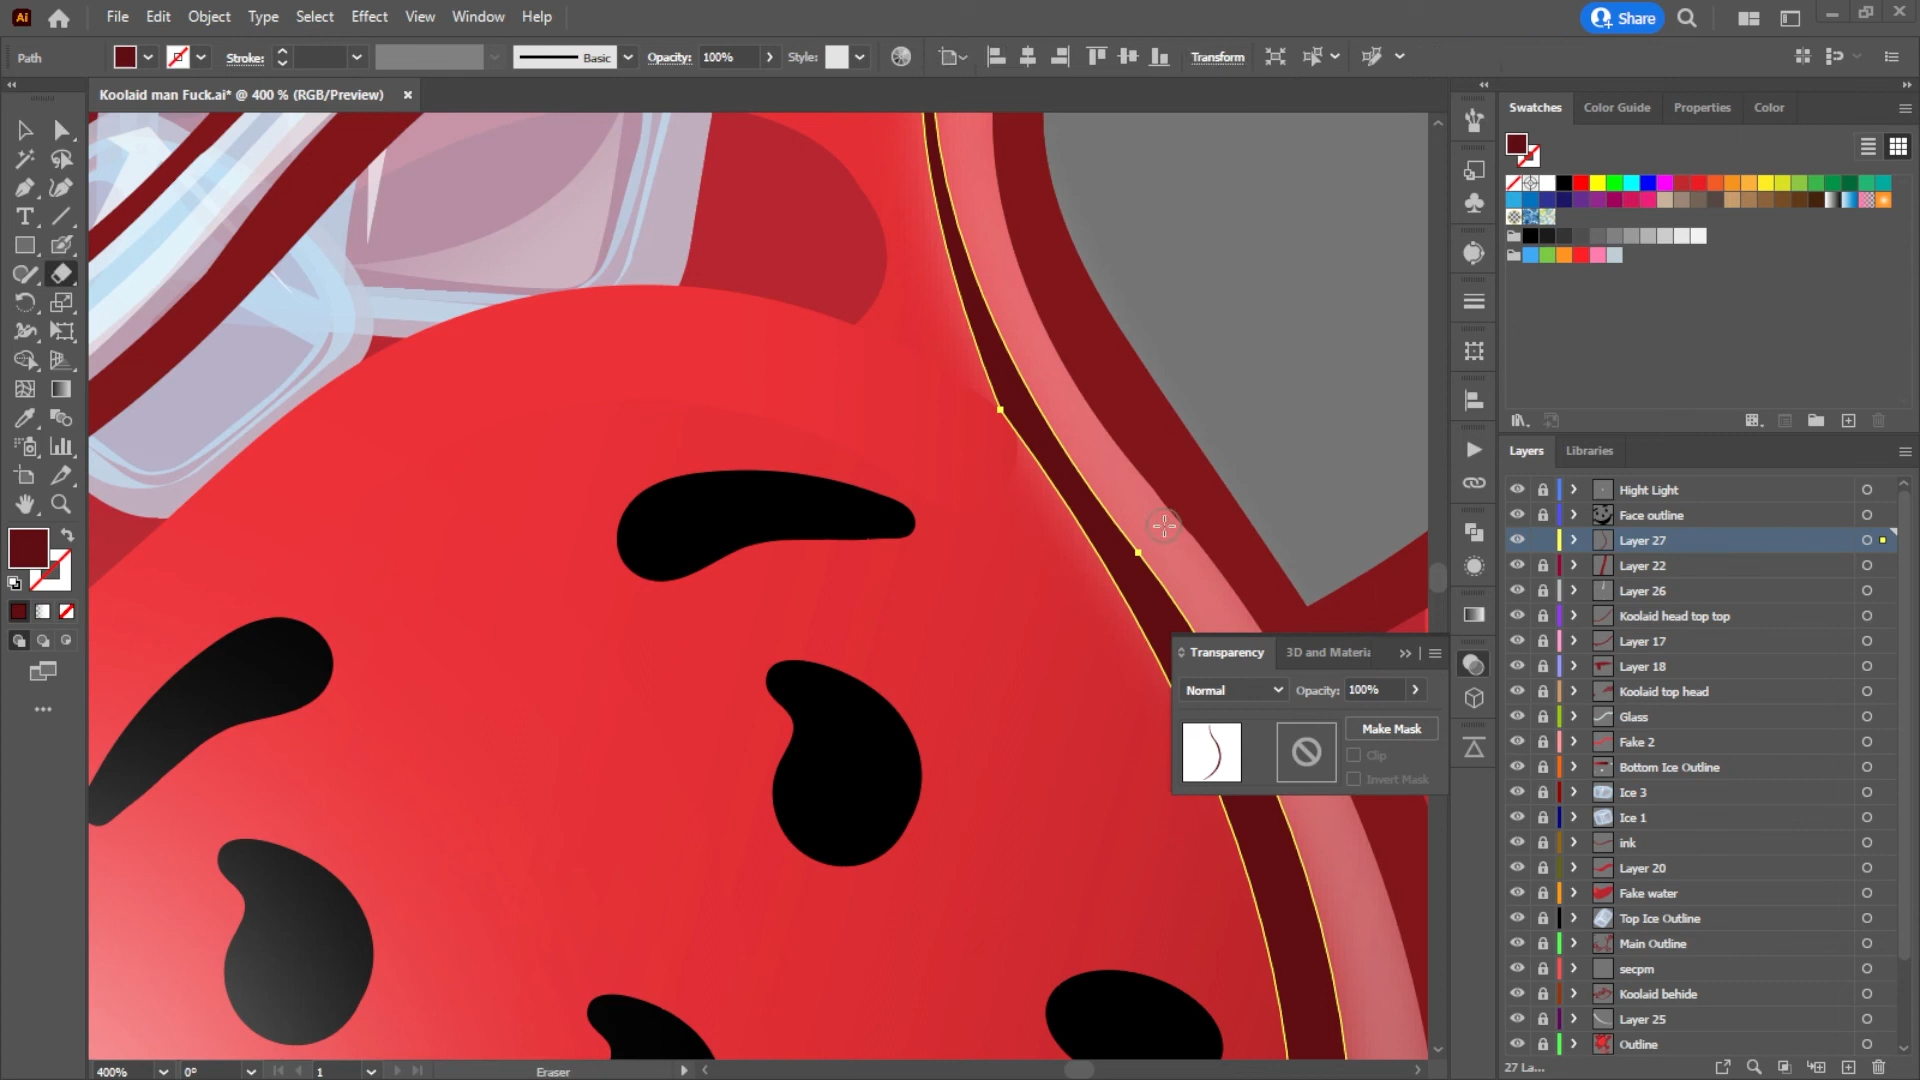 Ai File Edit Object Type Select Effect View Window Help Share
Path Stroke: Basic Opacity: 100% Style: Transform
Koolaid man Fuck.ai* @ 400 % (RGB/Preview)
Swatches Color Guide Properties Color
Layers Libraries
Hight Light
Face outline
Layer 27
Layer 22
Layer 26
Koolaid head top top
Layer 17
Layer 18
Koolaid top head
Glass
Fake 2
Bottom Ice Outline
Ice 3
Ice 1
ink
Layer 20
Fake water
Top Ice Outline
Main Outline
secpm
Koolaid behide
Layer 25
Outline
27 La...
Transparency 3D and Materia
Normal Opacity: 100%
Make Mask
Clip
Invert Mask
400% 0° 1 Eraser